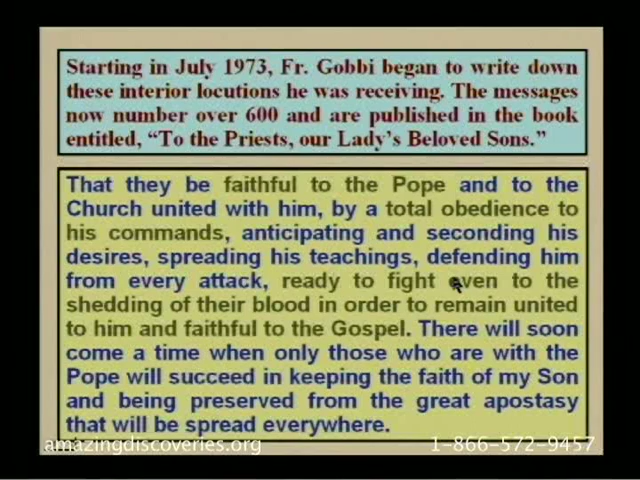 Starting in July 1973, Fr. Gobbi began to write down
these interior locutions he was receiving. The messages
now number over 600 and are published in the book
entitled, “To the Priests, our Lady’s Beloved Sons.”
That they be faithful to the Pope and to the
Church united with him, by a total obedience to
his commands, anticipating and seconding his
desires, spreading his teachings, defending him
from every attack, ready to fight even to the
shedding of their blood in order to remain united
to him and faithful to the Gospel. There will soon
come a time when only those who are with the
Pope will succeed in keeping the faith of my Son
and being preserved from the great apostasy
that will be spread everywhere.
amazingdiscoveries.org 1-866-572-9457